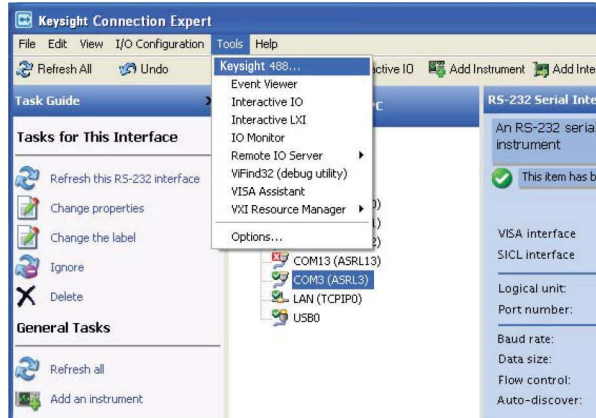 Keysight Connection Expert
File Edit View I/O Configuration Tools Help
Refresh All Undo active IO Add Instrument Add Inte
Keysight 488...
Event Viewer
Interactive IO
Interactive LXI
IO Monitor
Remote IO Server
ViFind32 (debug utility)
VISA Assistant
VXI Resource Manager
Options...
Task Guide
Tasks for This Interface
Refresh this RS-232 interface
Change properties
Change the label
Ignore
Delete
General Tasks
Refresh all
Add an instrument
PC
0)
1)
2)
COM13 (ASRL13)
COM3 (ASRL3)
LAN (TCPIP0)
USB0
RS-232 Serial Inte
An RS-232 serial
instrument
This item has b
VISA interface
SICL interface
Logical unit:
Port number:
Baud rate:
Data size:
Flow control:
Auto-discover: